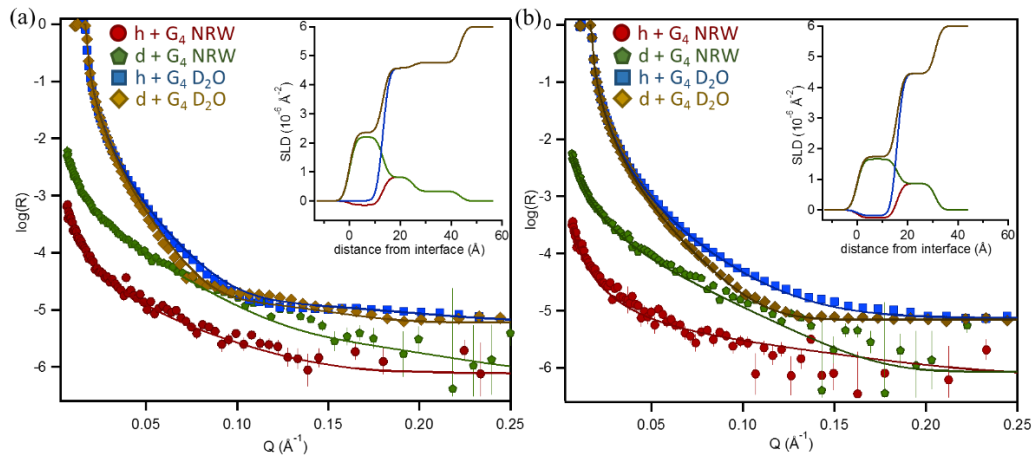 (a)
h + G₄ NRW
d + G₄ NRW
h + G₄ D₂O
d + G₄ D₂O
log(R)
0
-1
-2
-3
-4
-5
-6
0.05
0.10
0.15
0.20
0.25
Q (Å⁻¹)
SLD (10⁻⁶ Å⁻²)
6
5
4
3
2
1
0
0
20
40
60
distance from interface (Å)
(b)
h + G₄ NRW
d + G₄ NRW
h + G₄ D₂O
d + G₄ D₂O
log(R)
0
-1
-2
-3
-4
-5
-6
0.05
0.10
0.15
0.20
0.25
Q (Å⁻¹)
SLD (10⁻⁶ Å⁻²)
6
5
4
3
2
1
0
0
20
40
60
distance from interface (Å)